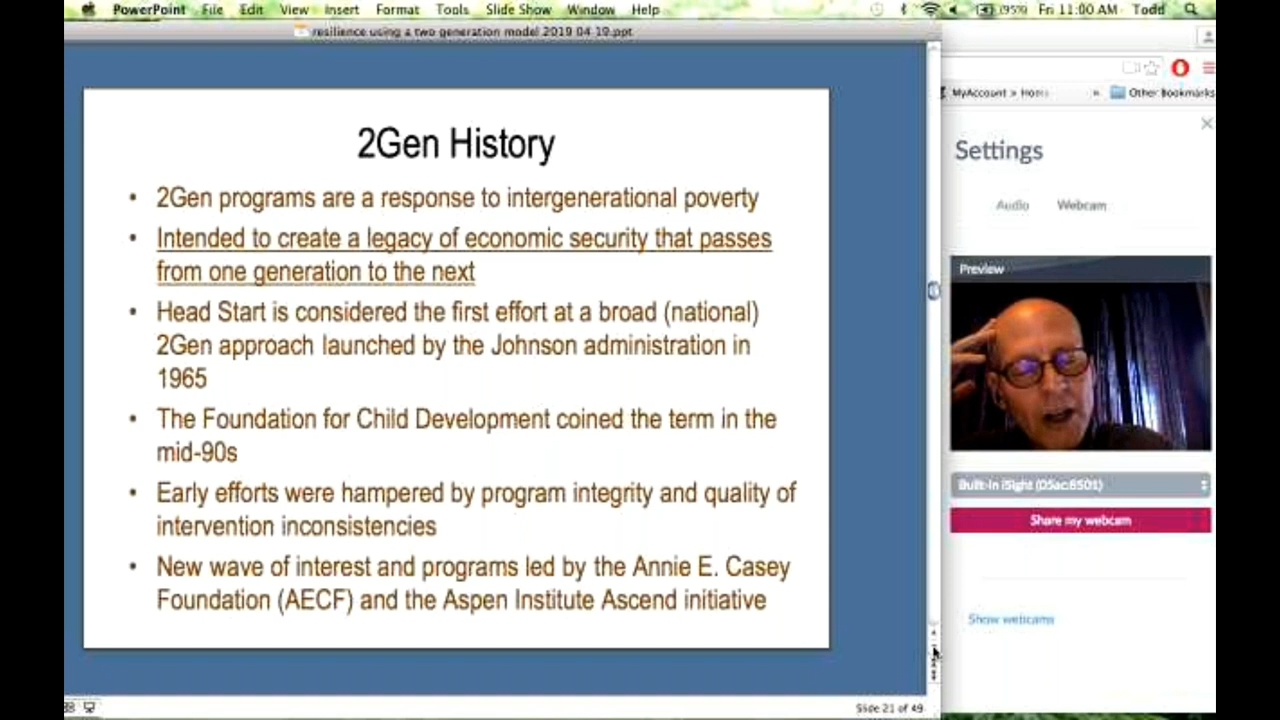 PowerPoint File Edit View Insert Format Tools Slide Show Window Help (95%) Fri 11:00 AM Todd
resilience using a two generation model 2019 04 19.ppt
2Gen History
• 2Gen programs are a response to intergenerational poverty
• Intended to create a legacy of economic security that passes
from one generation to the next
• Head Start is considered the first effort at a broad (national)
2Gen approach launched by the Johnson administration in
1965
• The Foundation for Child Development coined the term in the
mid-90s
• Early efforts were hampered by program integrity and quality of
intervention inconsistencies
• New wave of interest and programs led by the Annie E. Casey
Foundation (AECF) and the Aspen Institute Ascend initiative
Slide 21 of 49
MyAccount > Home » Other Bookmarks
Settings
Audio Webcam
Preview
Built-in iSight (05ac:8501)
Share my webcam
Show webcams